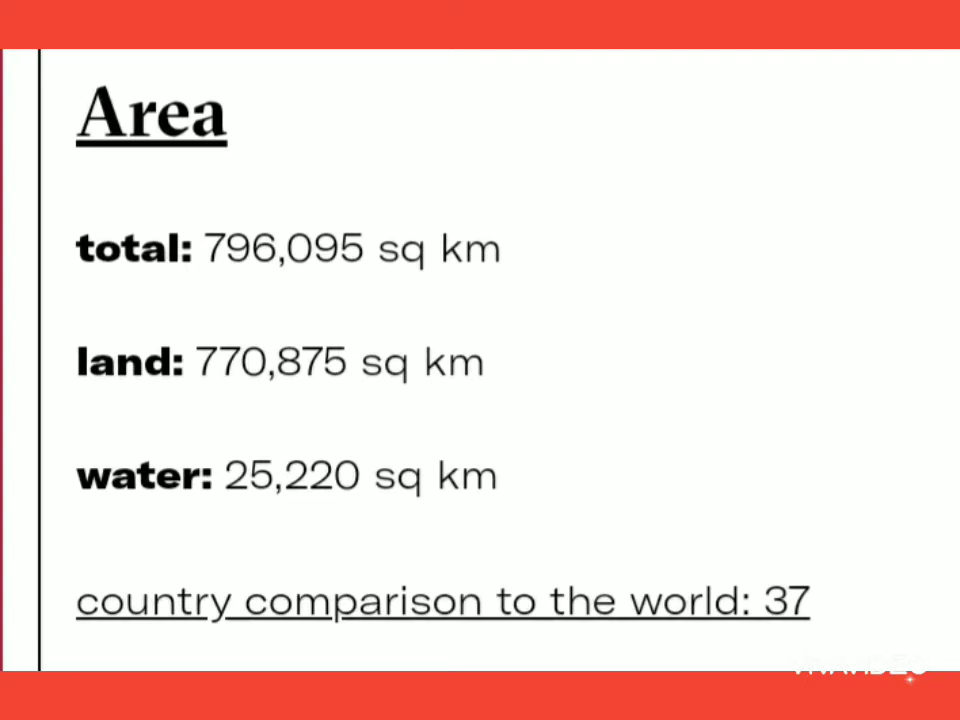 Area
total: 796,095 sq km
land: 770,875 sq km
water: 25,220 sq km
country comparison to the world: 37
VIVAVIDEO